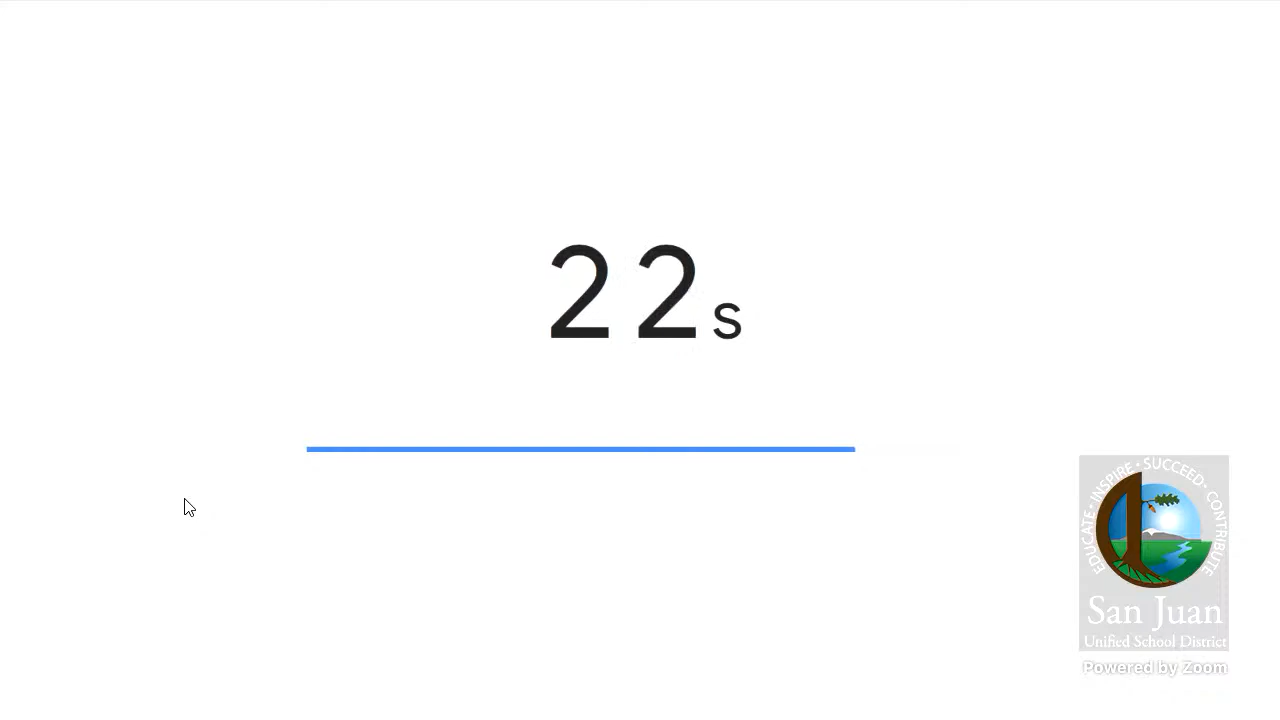 22s
EDUCATE • INSPIRE • SUCCEED • CONTRIBUTE
San Juan
Unified School District
Powered by Zoom